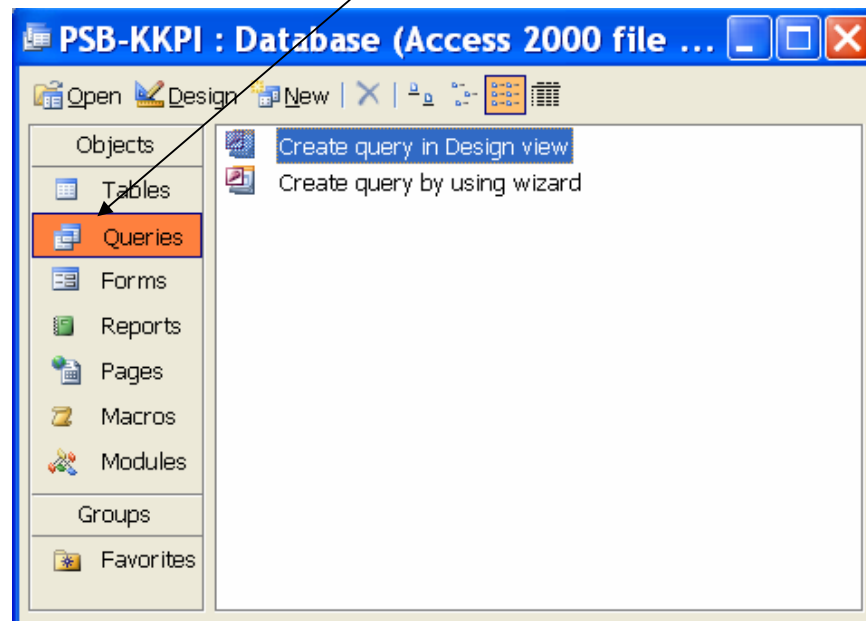 PSB-KKPI : Database (Access 2000 file ...
Open Design New
Objects
Tables
Queries
Forms
Reports
Pages
Macros
Modules
Groups
Favorites
Create query in Design view
Create query by using wizard